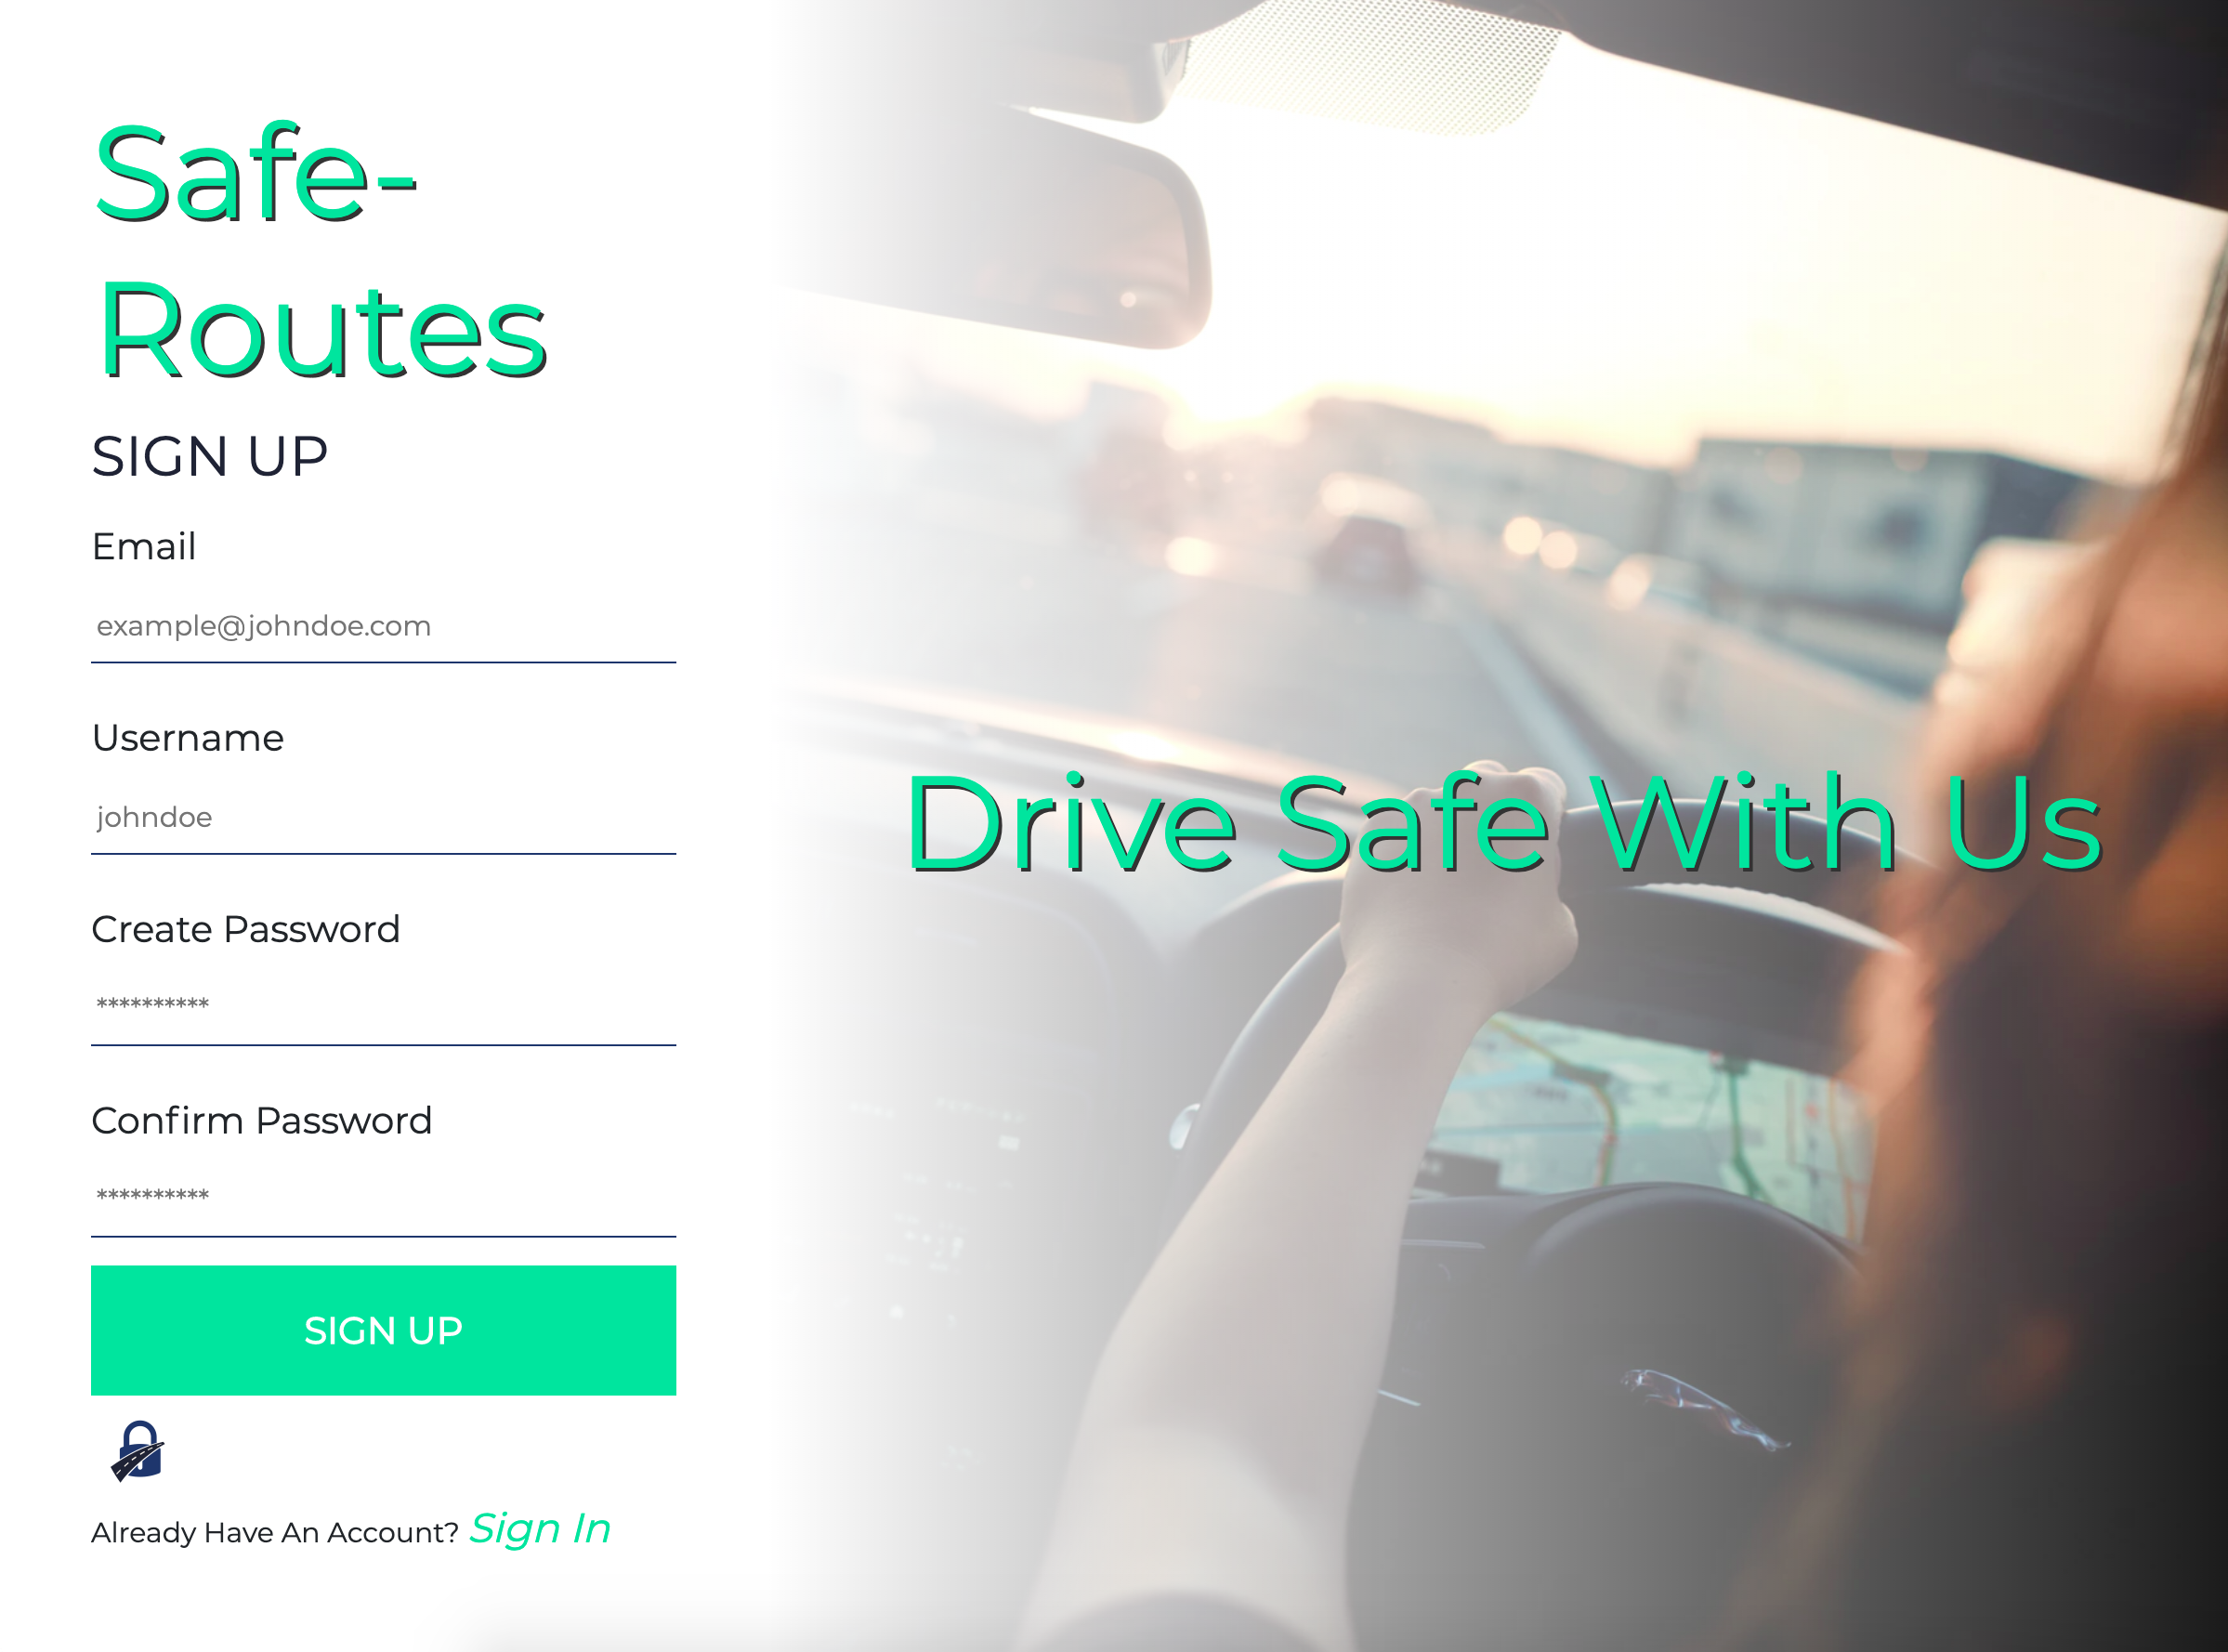 Safe-
Routes
SIGN UP
Email
example@johndoe.com
Username
johndoe
Create Password
**********
Confirm Password
**********
SIGN UP
Already Have An Account? Sign In
Drive Safe With Us